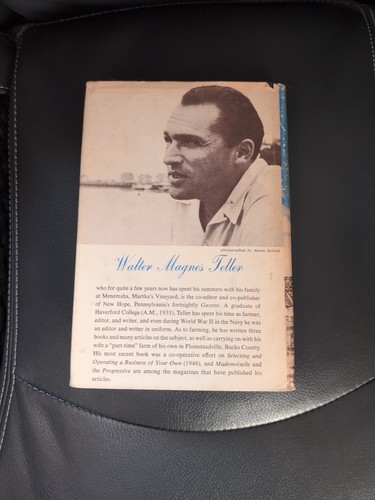 Photographed by
Walter Magnes Teller
who for quite a few years now has spent his summers with his family
at Menemsha, Martha's Vineyard, is the co-editor and co-publisher
of New Hope, Pennsylvania's fortnightly Gazette. A graduate of
Haverford College (A.M., 1931), Teller has spent his time as farmer,
editor, and writer, and even during World War II in the Navy he was
an editor and writer in uniform. As to farming, he has written three
books and many articles on the subject, as well as carrying on with his
wife a "part-time" farm of his own in Plumsteadville, Bucks County.
His most recent book was a co-operative effort on Selecting and
Operating a Business of Your Own (1946), and Mademoiselle and
the Progressive are among the magazines that have published his
articles.